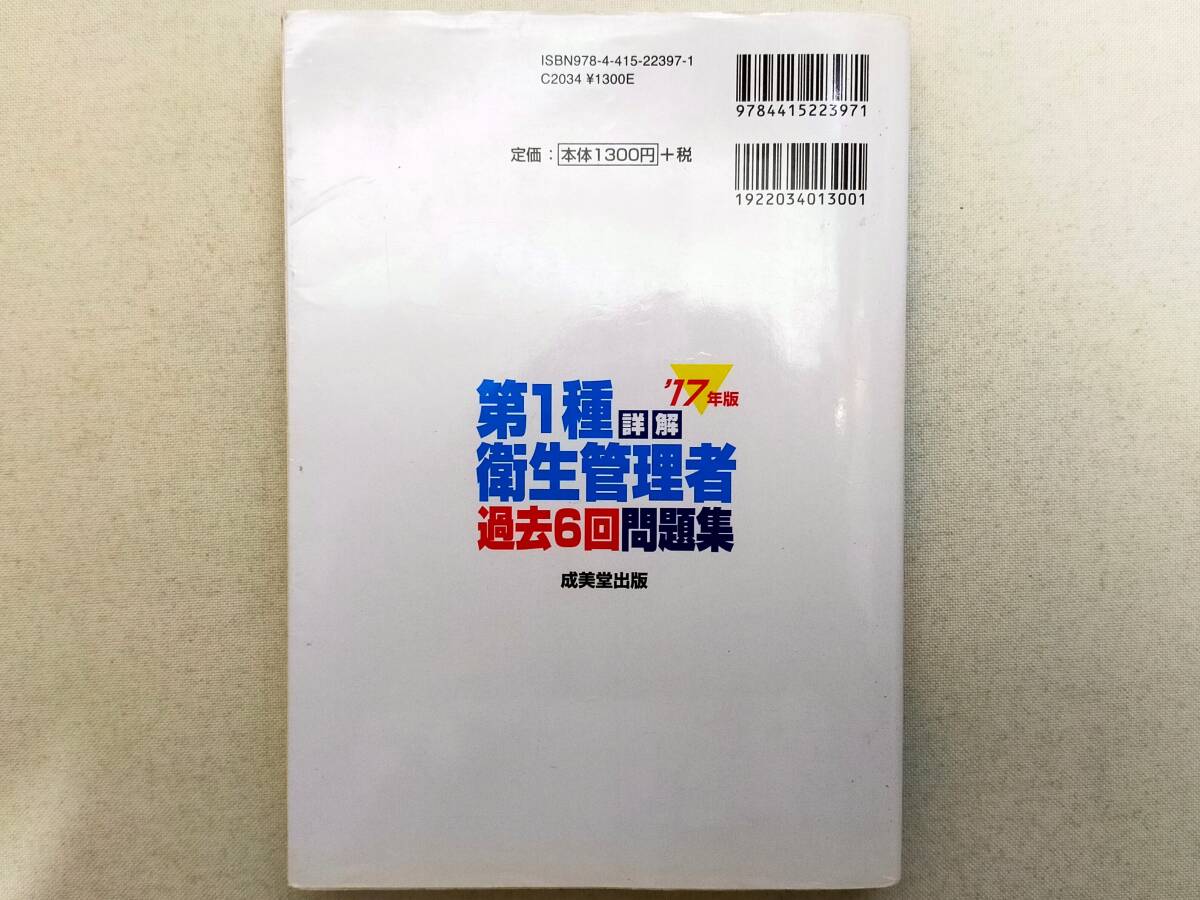 ISBN978-4-415-22397-1
C2034 ¥1300E
9784415223971
定価：本体1300円＋税
1922034013001
'17年版
第1種 詳解
衛生管理者
過去6回問題集
成美堂出版